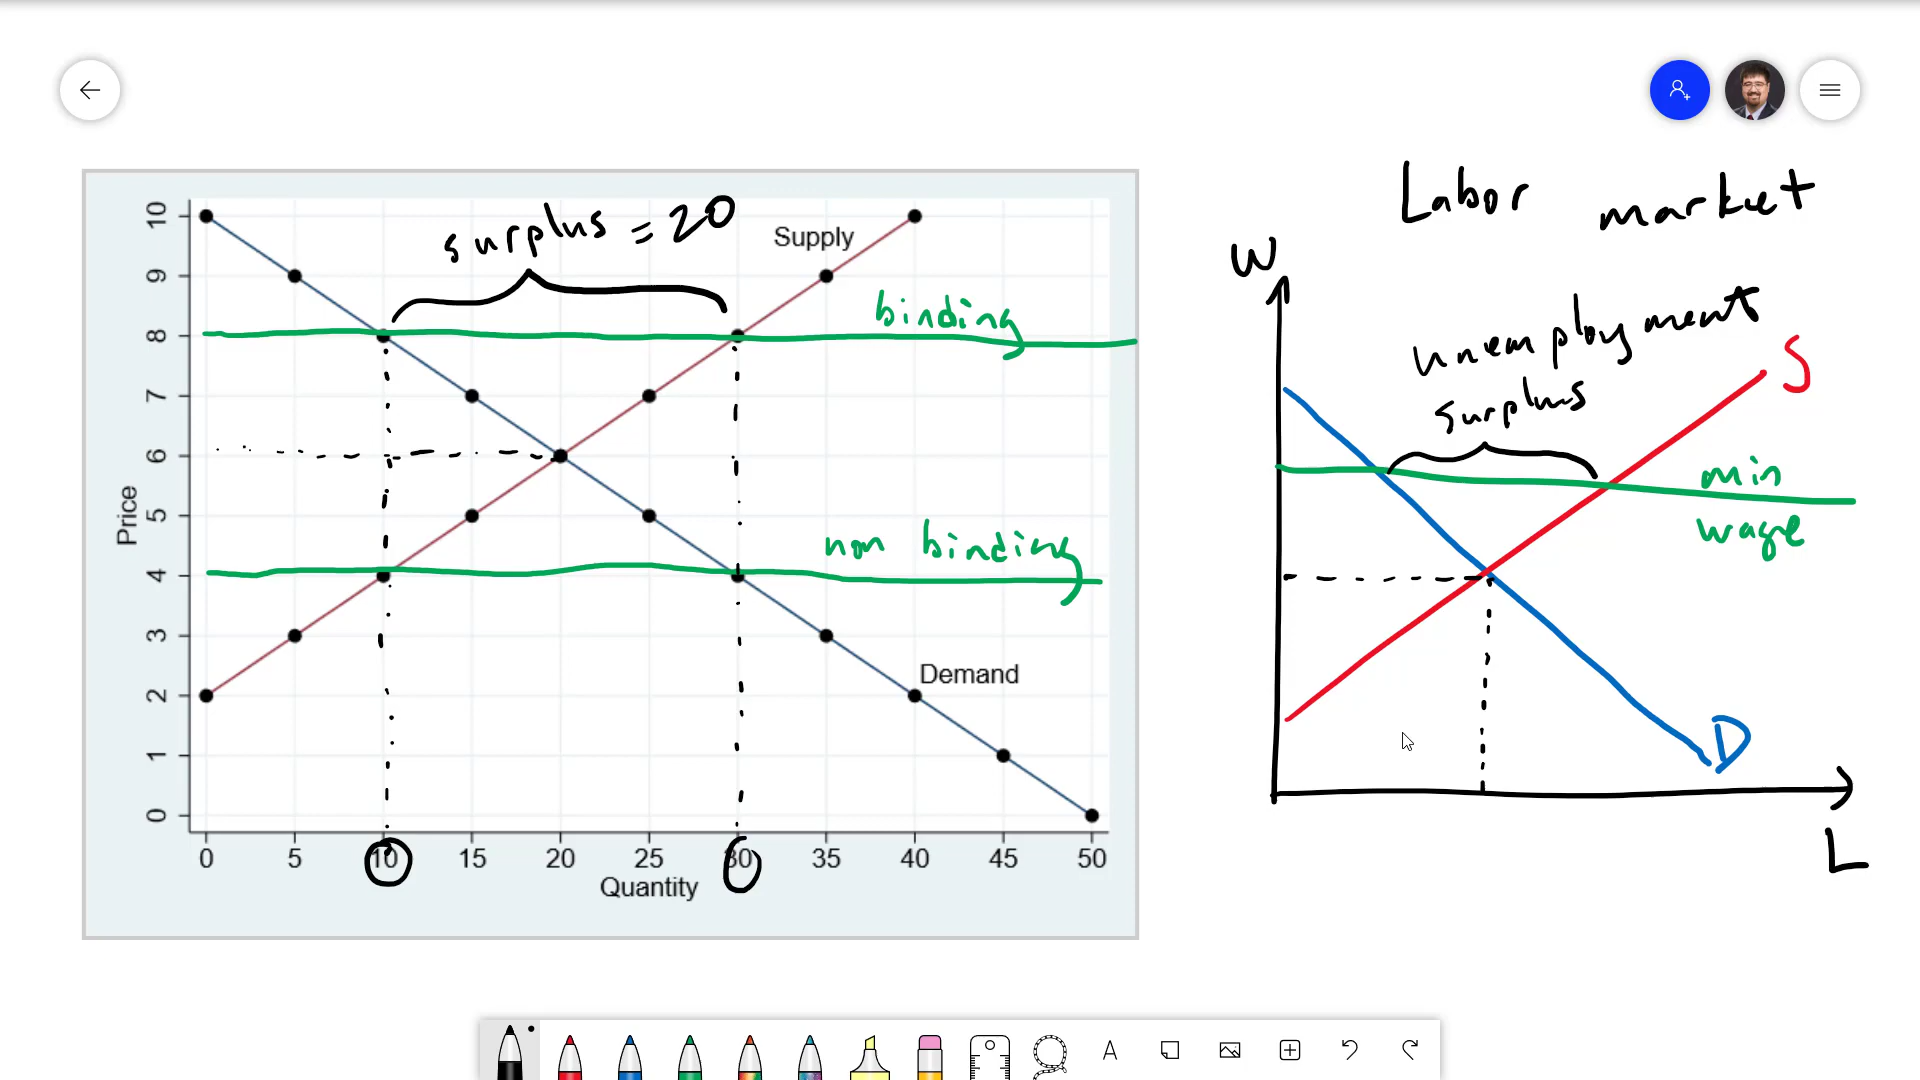 surplus = 20
Supply
binding
non binding
Demand
Price
10
9
8
7
6
5
4
3
2
1
0
0 5 10 15 20 25 30 35 40 45 50
Quantity
Labor market
W
unemployment
surplus
S
min
wage
D
L
A